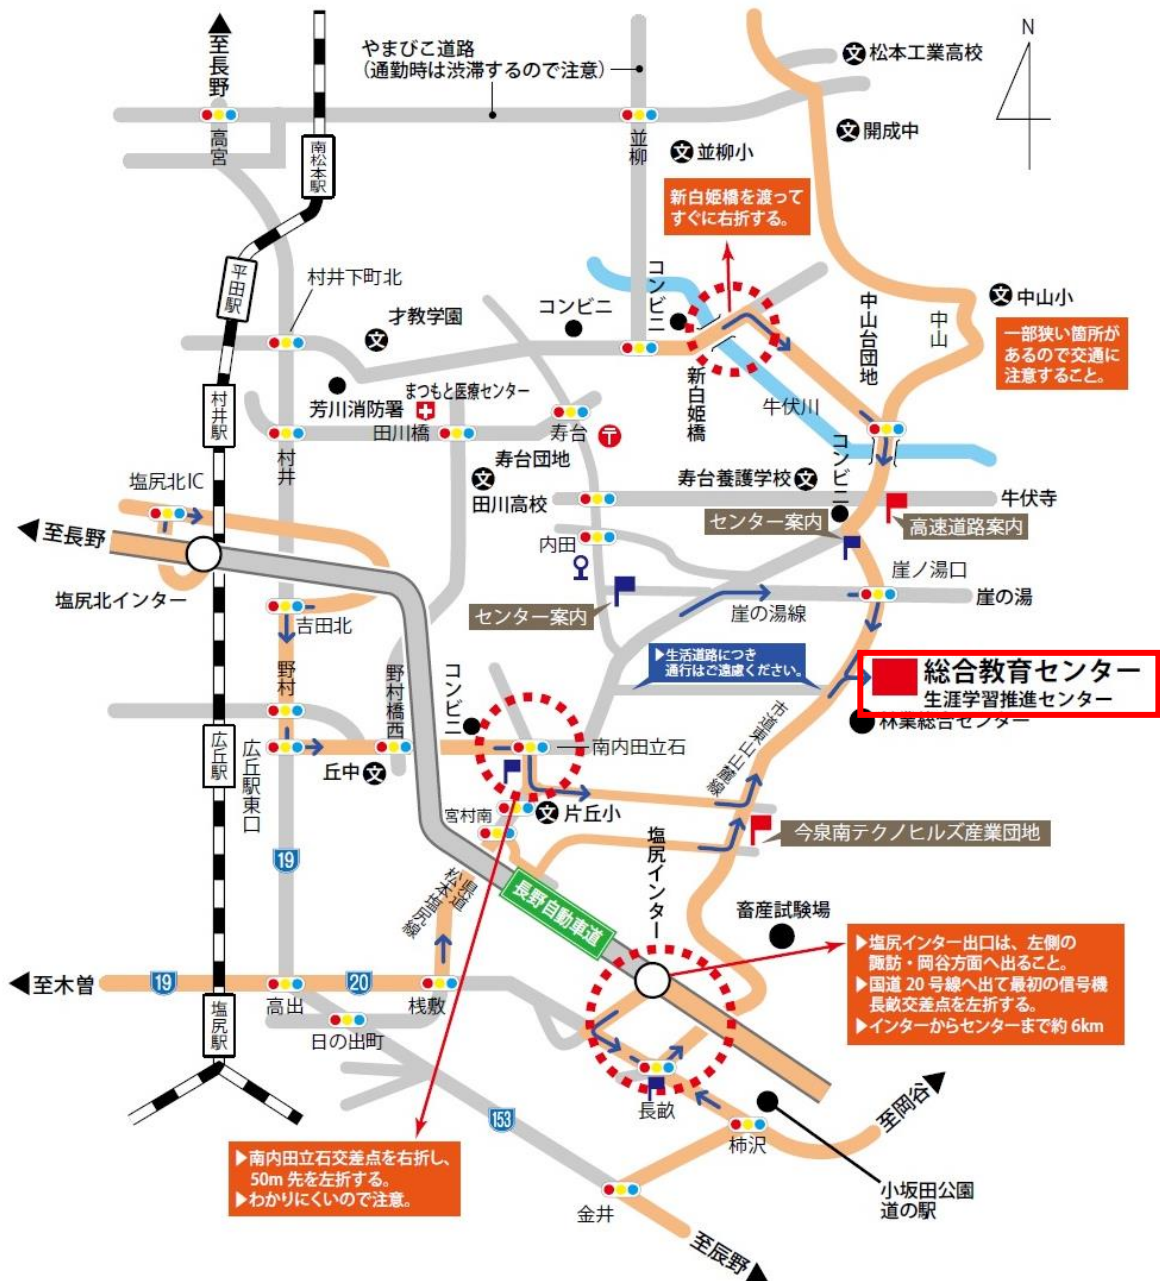 至長野
やまびこ道路
(通勤時は渋滞するので注意)
松本工業高校
N
高宮
南松本駅
並柳
並柳小
開成中
新白姫橋を渡って
すぐに右折する。
平田駅
村井下町北
才教学園
コンビニ
コンビニ
中山台団地
中山
中山小
一部狭い箇所が
あるので交通に
注意すること。
村井駅
芳川消防署
まつもと医療センター
田川橋
寿台
新白姫橋
牛伏川
村井
寿台団地
田川高校
寿台養護学校
コンビニ
牛伏寺
塩尻北IC
センター案内
高速道路案内
至長野
内田
塩尻北インター
センター案内
崖ノ湯口
崖の湯線
崖の湯
吉田北
▶生活道路につき
通行はご遠慮ください。
総合教育センター
生涯学習推進センター
林業総合センター
野村
野村橋西
コンビニ
南内田立石
市道東山山麓線
広丘駅
広丘駅東口
丘中
宮村南
片丘小
今泉南テクノヒルズ産業団地
塩尻インター
19
県道
松本塩尻線
長野自動車道
畜産試験場
▶塩尻インター出口は、左側の
諏訪・岡谷方面へ出ること。
▶国道20号線へ出て最初の信号機
長畝交差点を左折する。
▶インターからセンターまで約6km
至木曽
19
20
高出
桟敷
塩尻駅
日の出町
長畝
153
柿沢
至岡谷
▶南内田立石交差点を右折し、
50m先を左折する。
▶わかりにくいので注意。
小坂田公園
道の駅
金井
至辰野